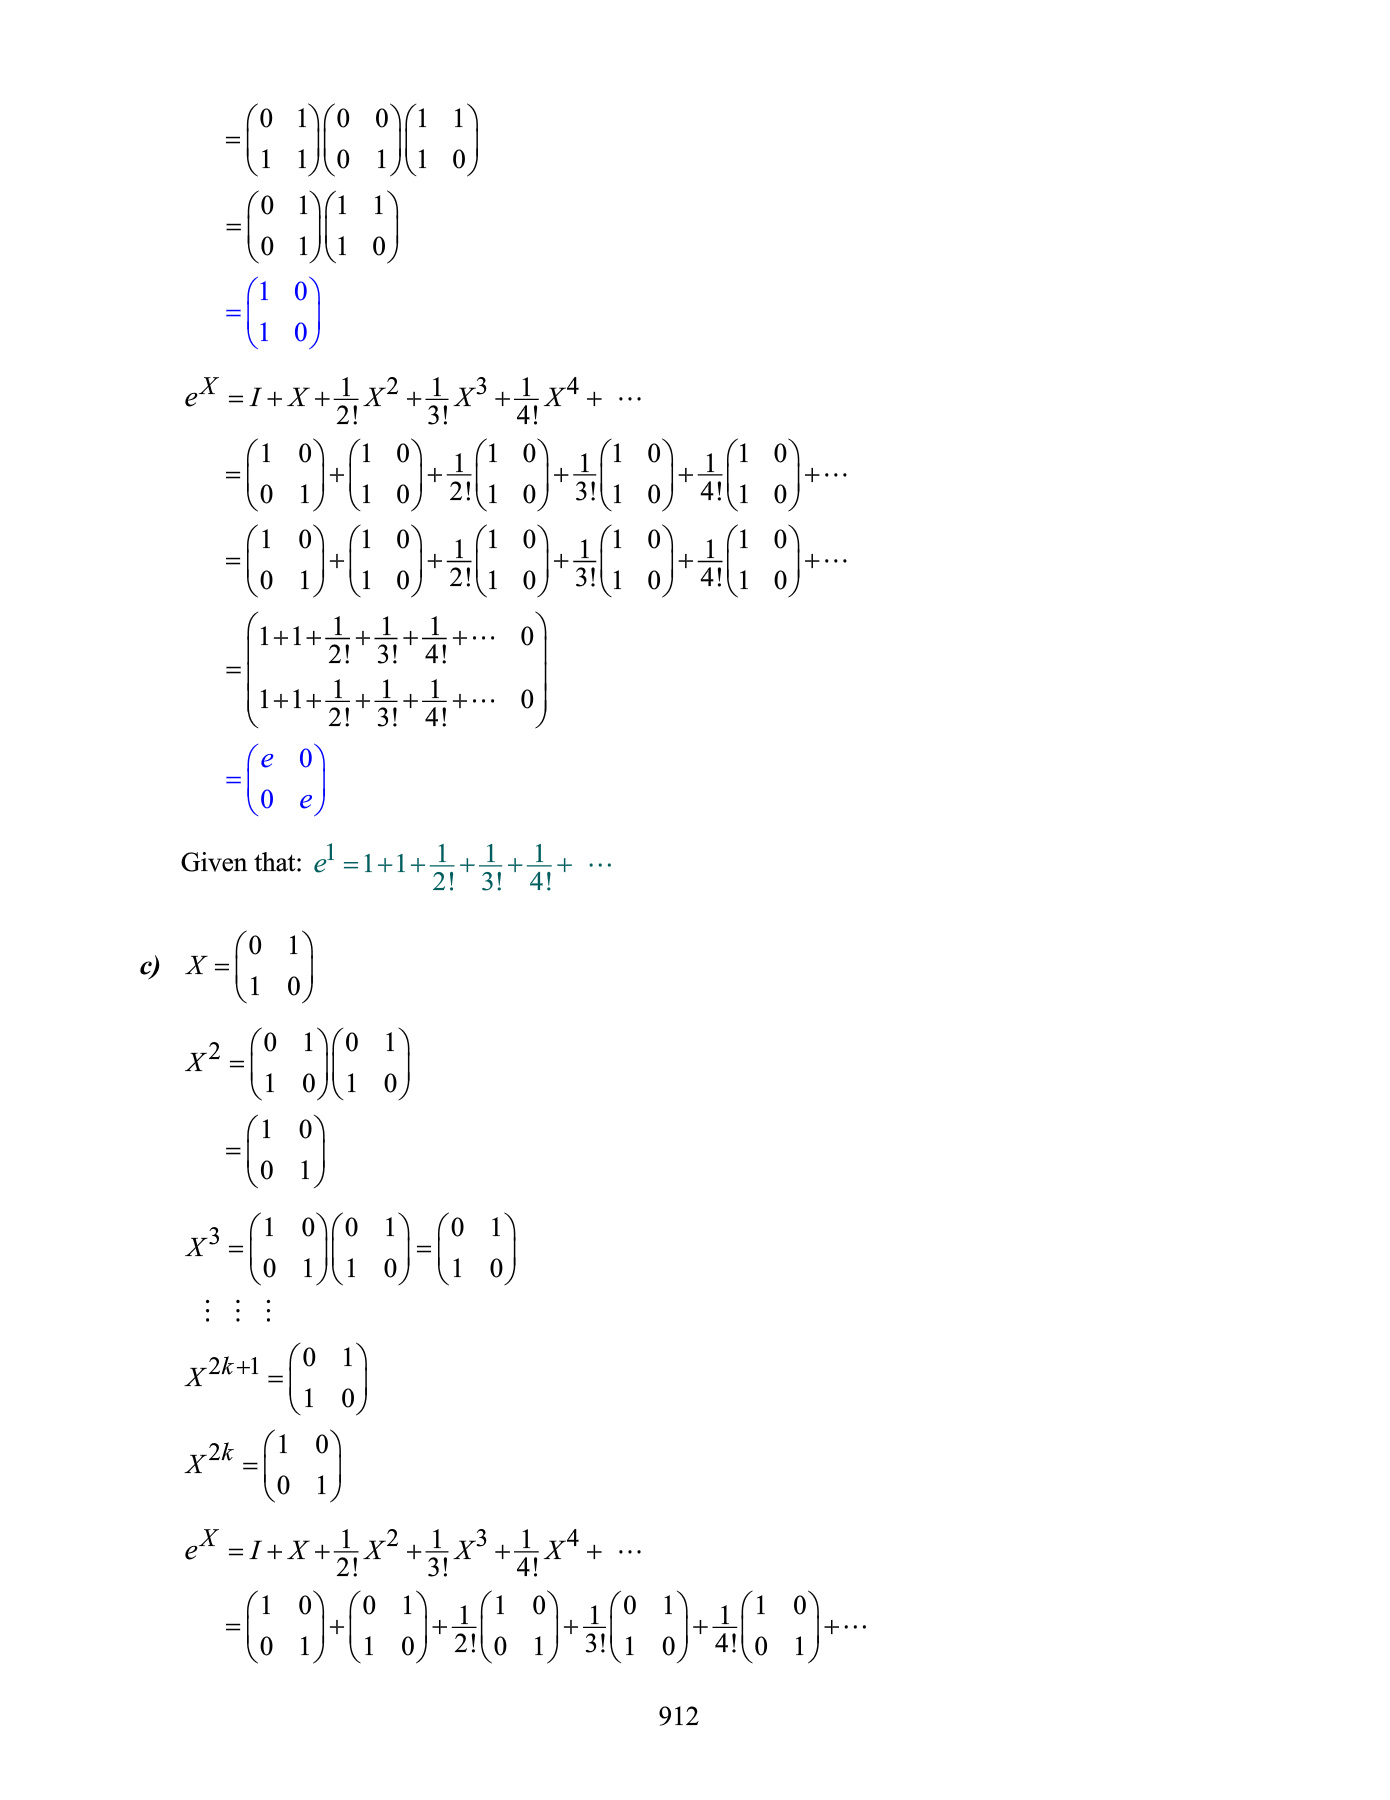 $= \begin{pmatrix} 0 & 1 \\ 1 & 1 \end{pmatrix} \begin{pmatrix} 0 & 0 \\ 0 & 1 \end{pmatrix} \begin{pmatrix} 1 & 1 \\ 1 & 0 \end{pmatrix}$
$= \begin{pmatrix} 0 & 1 \\ 0 & 1 \end{pmatrix} \begin{pmatrix} 1 & 1 \\ 1 & 0 \end{pmatrix}$
$= \begin{pmatrix} 1 & 0 \\ 1 & 0 \end{pmatrix}$
$e^X = I + X + \frac{1}{2!} X^2 + \frac{1}{3!} X^3 + \frac{1}{4!} X^4 + \cdots$
$= \begin{pmatrix} 1 & 0 \\ 0 & 1 \end{pmatrix} + \begin{pmatrix} 1 & 0 \\ 1 & 0 \end{pmatrix} + \frac{1}{2!} \begin{pmatrix} 1 & 0 \\ 1 & 0 \end{pmatrix} + \frac{1}{3!} \begin{pmatrix} 1 & 0 \\ 1 & 0 \end{pmatrix} + \frac{1}{4!} \begin{pmatrix} 1 & 0 \\ 1 & 0 \end{pmatrix} + \cdots$
$= \begin{pmatrix} 1 & 0 \\ 0 & 1 \end{pmatrix} + \begin{pmatrix} 1 & 0 \\ 1 & 0 \end{pmatrix} + \frac{1}{2!} \begin{pmatrix} 1 & 0 \\ 1 & 0 \end{pmatrix} + \frac{1}{3!} \begin{pmatrix} 1 & 0 \\ 1 & 0 \end{pmatrix} + \frac{1}{4!} \begin{pmatrix} 1 & 0 \\ 1 & 0 \end{pmatrix} + \cdots$
$= \begin{pmatrix} 1+1+\frac{1}{2!}+\frac{1}{3!}+\frac{1}{4!}+\cdots & 0 \\ 1+1+\frac{1}{2!}+\frac{1}{3!}+\frac{1}{4!}+\cdots & 0 \end{pmatrix}$
$= \begin{pmatrix} e & 0 \\ 0 & e \end{pmatrix}$
Given that: $e^1 = 1+1+\frac{1}{2!}+\frac{1}{3!}+\frac{1}{4!}+ \cdots$
c) $X = \begin{pmatrix} 0 & 1 \\ 1 & 0 \end{pmatrix}$
$X^2 = \begin{pmatrix} 0 & 1 \\ 1 & 0 \end{pmatrix} \begin{pmatrix} 0 & 1 \\ 1 & 0 \end{pmatrix}$
$= \begin{pmatrix} 1 & 0 \\ 0 & 1 \end{pmatrix}$
$X^3 = \begin{pmatrix} 1 & 0 \\ 0 & 1 \end{pmatrix} \begin{pmatrix} 0 & 1 \\ 1 & 0 \end{pmatrix} = \begin{pmatrix} 0 & 1 \\ 1 & 0 \end{pmatrix}$
$\vdots \quad \vdots \quad \vdots$
$X^{2k+1} = \begin{pmatrix} 0 & 1 \\ 1 & 0 \end{pmatrix}$
$X^{2k} = \begin{pmatrix} 1 & 0 \\ 0 & 1 \end{pmatrix}$
$e^X = I + X + \frac{1}{2!} X^2 + \frac{1}{3!} X^3 + \frac{1}{4!} X^4 + \cdots$
$= \begin{pmatrix} 1 & 0 \\ 0 & 1 \end{pmatrix} + \begin{pmatrix} 0 & 1 \\ 1 & 0 \end{pmatrix} + \frac{1}{2!} \begin{pmatrix} 1 & 0 \\ 0 & 1 \end{pmatrix} + \frac{1}{3!} \begin{pmatrix} 0 & 1 \\ 1 & 0 \end{pmatrix} + \frac{1}{4!} \begin{pmatrix} 1 & 0 \\ 0 & 1 \end{pmatrix} + \cdots$
912